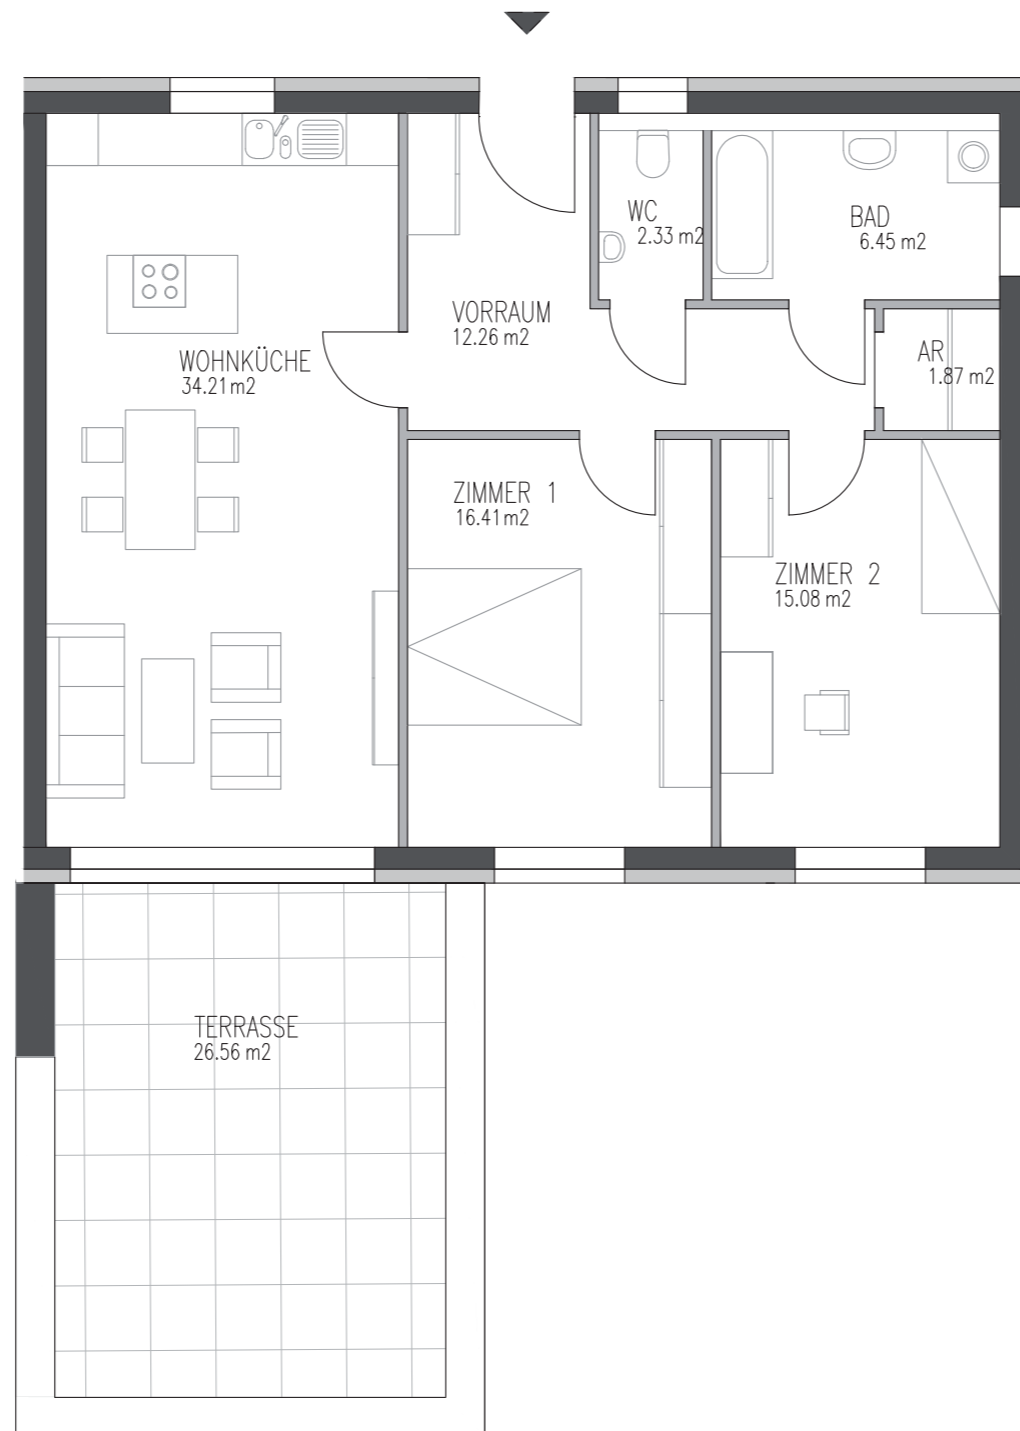 WC
2.33 m2
BAD
6.45 m2
VORRAUM
12.26 m2
WOHNKÜCHE
34.21 m2
AR
1.87 m2
ZIMMER 1
16.41 m2
ZIMMER 2
15.08 m2
TERRASSE
26.56 m2